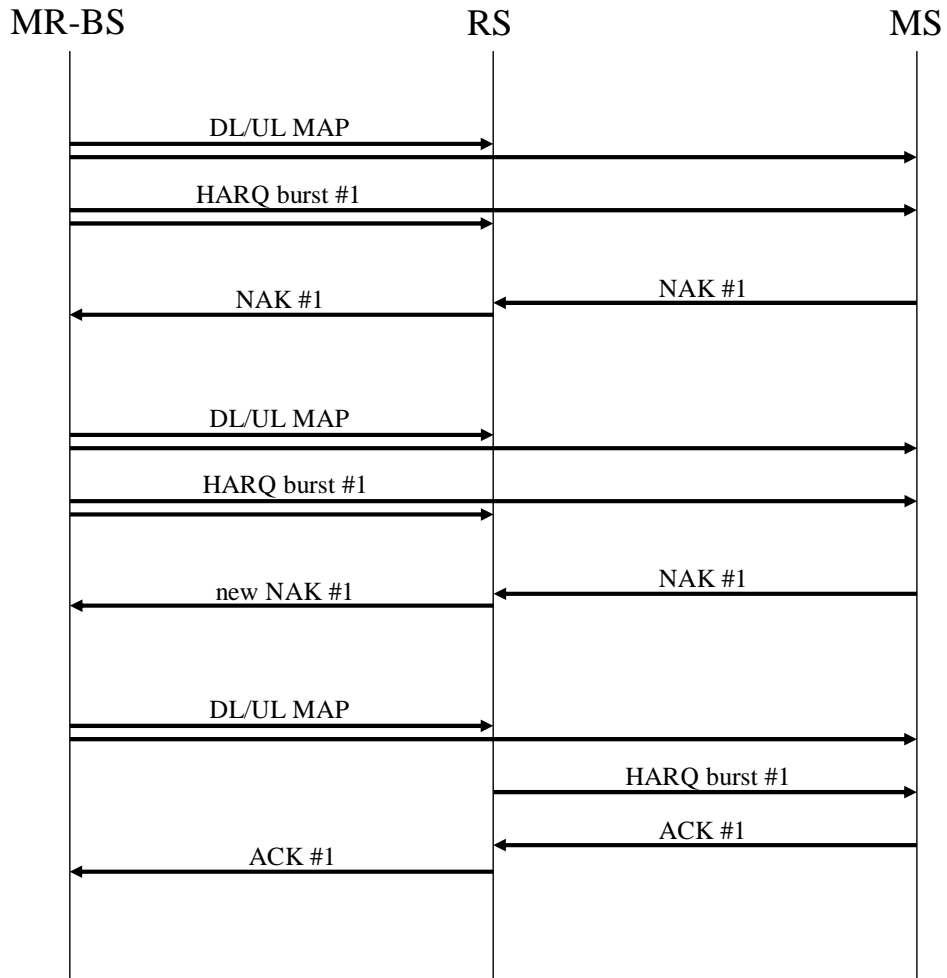 MR-BS RS MS
DL/UL MAP
HARQ burst #1
NAK #1 NAK #1
DL/UL MAP
HARQ burst #1
new NAK #1 NAK #1
DL/UL MAP
HARQ burst #1
ACK #1
ACK #1